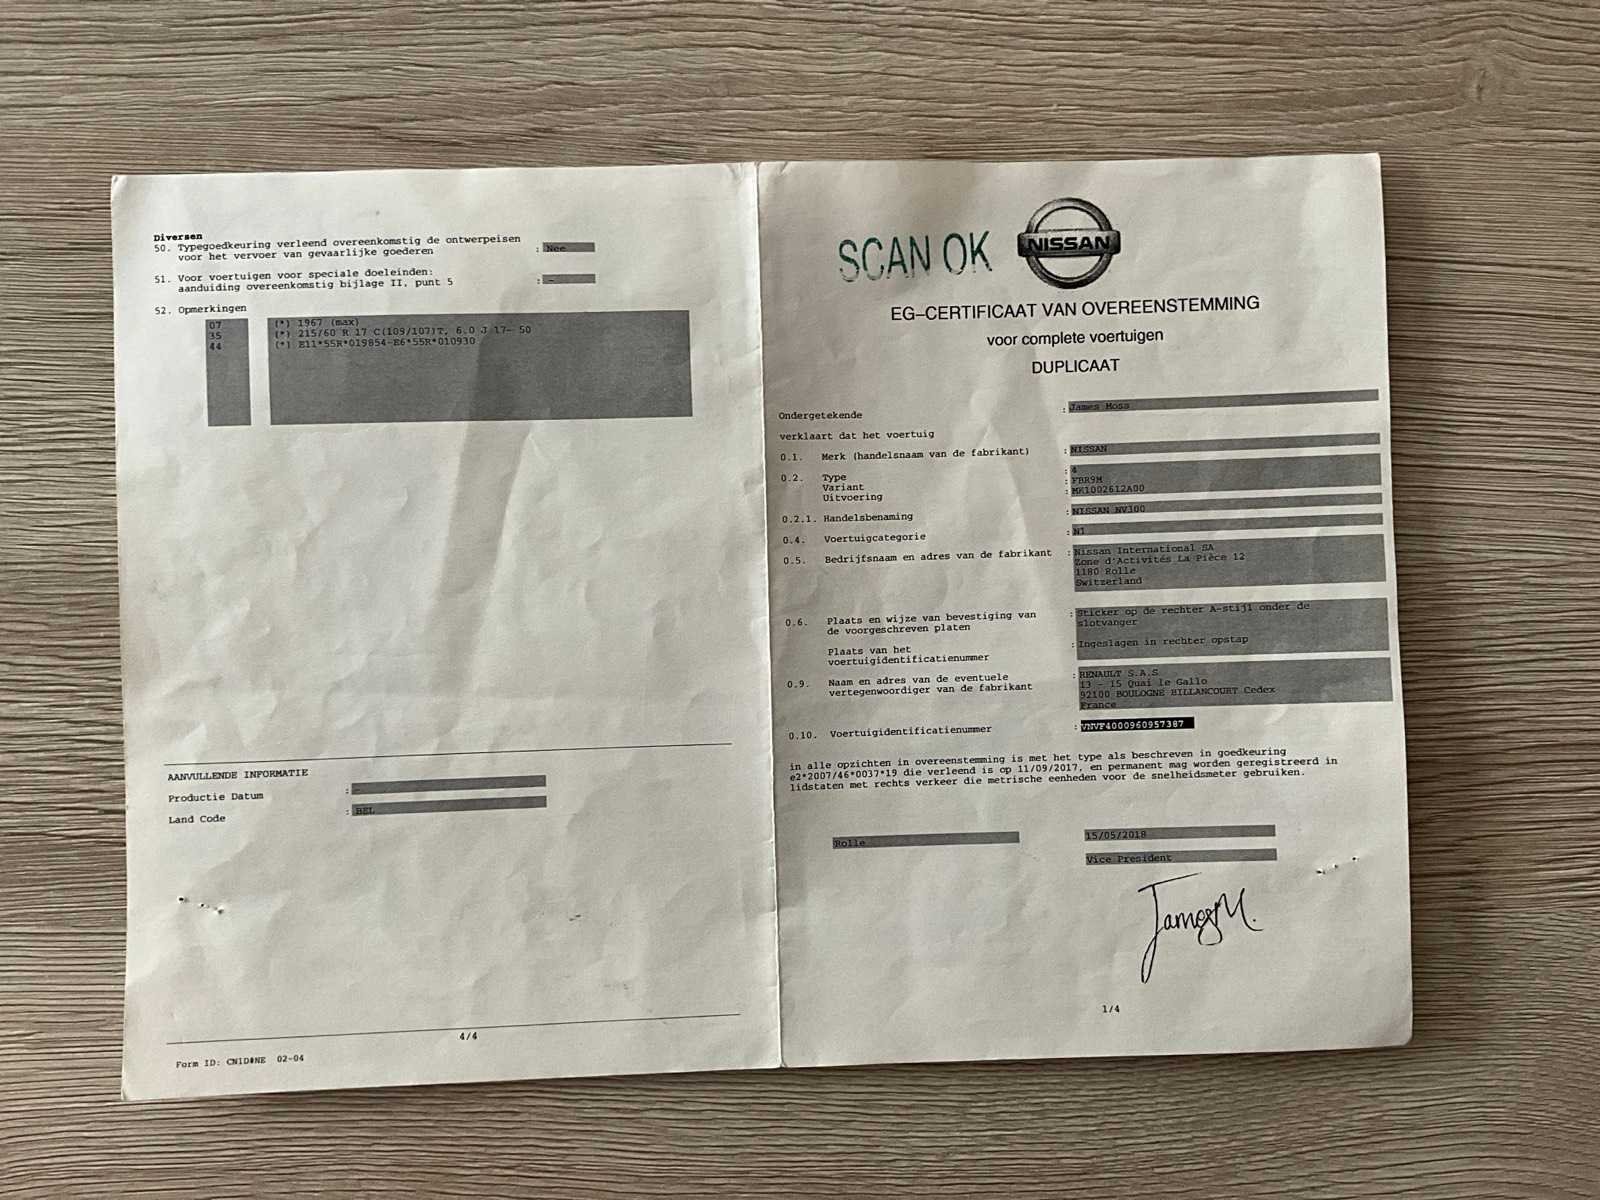 Diversen
50. Typegoedkeuring verleend overeenkomstig de ontwerpeisen
voor het vervoer van gevaarlijke goederen : Nee
51. Voor voertuigen voor speciale doeleinden:
aanduiding overeenkomstig bijlage II, punt 5 : -
52. Opmerkingen
07 (*) 1967 (max)
35 (*) 215/60 R 17 C(109/107)T, 6.0 J 17- 50
44 (*) E11*55R*019854-E6*55R*010930
AANVULLENDE INFORMATIE
Productie Datum : -
Land Code : BEL
4/4
Form ID: CN1D#NE 02-04
SCAN OK
NISSAN
EG-CERTIFICAAT VAN OVEREENSTEMMING
voor complete voertuigen
DUPLICAAT
Ondergetekende : James Moss
verklaart dat het voertuig
0.1. Merk (handelsnaam van de fabrikant) : NISSAN
0.2. Type : 4
Variant : FBR9M
Uitvoering : MK1002612A00
0.2.1. Handelsbenaming : NISSAN NV300
0.4. Voertuigcategorie : N1
0.5. Bedrijfsnaam en adres van de fabrikant : Nissan International SA
Zone d'Activités La Pièce 12
1180 Rolle
Switzerland
0.6. Plaats en wijze van bevestiging van : Sticker op de rechter A-stijl onder de
de voorgeschreven platen slotvanger
Plaats van het : Ingeslagen in rechter opstap
voertuigidentificatienummer
0.9. Naam en adres van de eventuele : RENAULT S.A.S
vertegenwoordiger van de fabrikant 13 - 15 Quai le Gallo
92100 BOULOGNE BILLANCOURT Cedex
France
0.10. Voertuigidentificatienummer : VNVF4000960957387
in alle opzichten in overeenstemming is met het type als beschreven in goedkeuring
e2*2007/46*0037*19 die verleend is op 11/09/2017, en permanent mag worden geregistreerd in
lidstaten met rechts verkeer die metrische eenheden voor de snelheidsmeter gebruiken.
Rolle 15/05/2018
Vice President
James M.
1/4